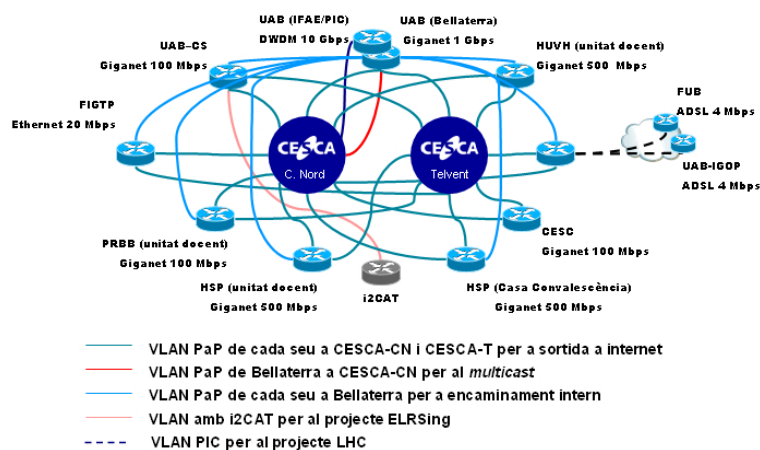 UAB (IFAE/PIC)
DWDM 10 Gbps
UAB (Bellaterra)
Giganet 1 Gbps
UAB–CS
Giganet 100 Mbps
HUVH (unitat docent)
Giganet 500 Mbps
FIGTP
Ethernet 20 Mbps
FUB
ADSL 4 Mbps
CESCA
C. Nord
CESCA
Telvent
UAB-IGOP
ADSL 4 Mbps
PRBB (unitat docent)
Giganet 100 Mbps
CESC
Giganet 100 Mbps
HSP (unitat docent)
Giganet 500 Mbps
i2CAT
HSP (Casa Convalescència)
Giganet 500 Mbps
VLAN PaP de cada seu a CESCA-CN i CESCA-T per a sortida a internet
VLAN PaP de Bellaterra a CESCA-CN per al multicast
VLAN PaP de cada seu a Bellaterra per a encaminament intern
VLAN amb i2CAT per al projecte ELRSing
VLAN PIC per al projecte LHC